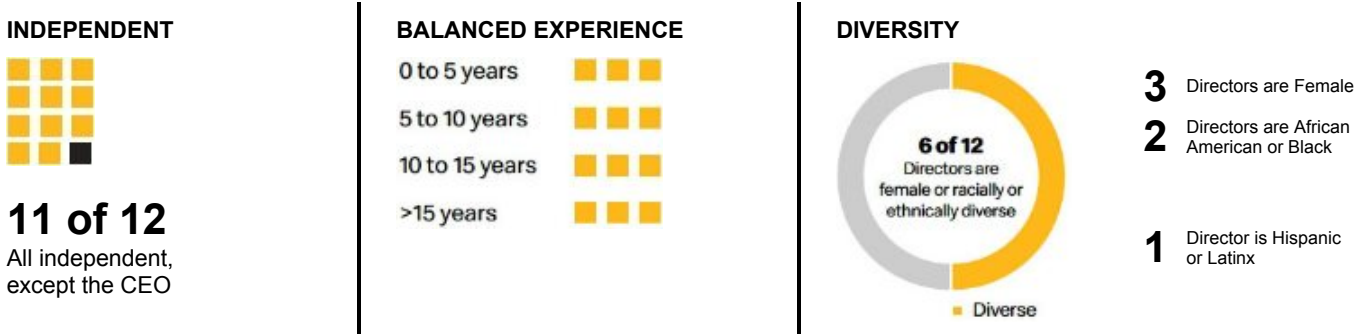 INDEPENDENT
11 of 12
All independent,
except the CEO
BALANCED EXPERIENCE
0 to 5 years
5 to 10 years
10 to 15 years
>15 years
DIVERSITY
6 of 12
Directors are
female or racially or
ethnically diverse
Diverse
3 Directors are Female
2 Directors are African
American or Black
1 Director is Hispanic
or Latinx